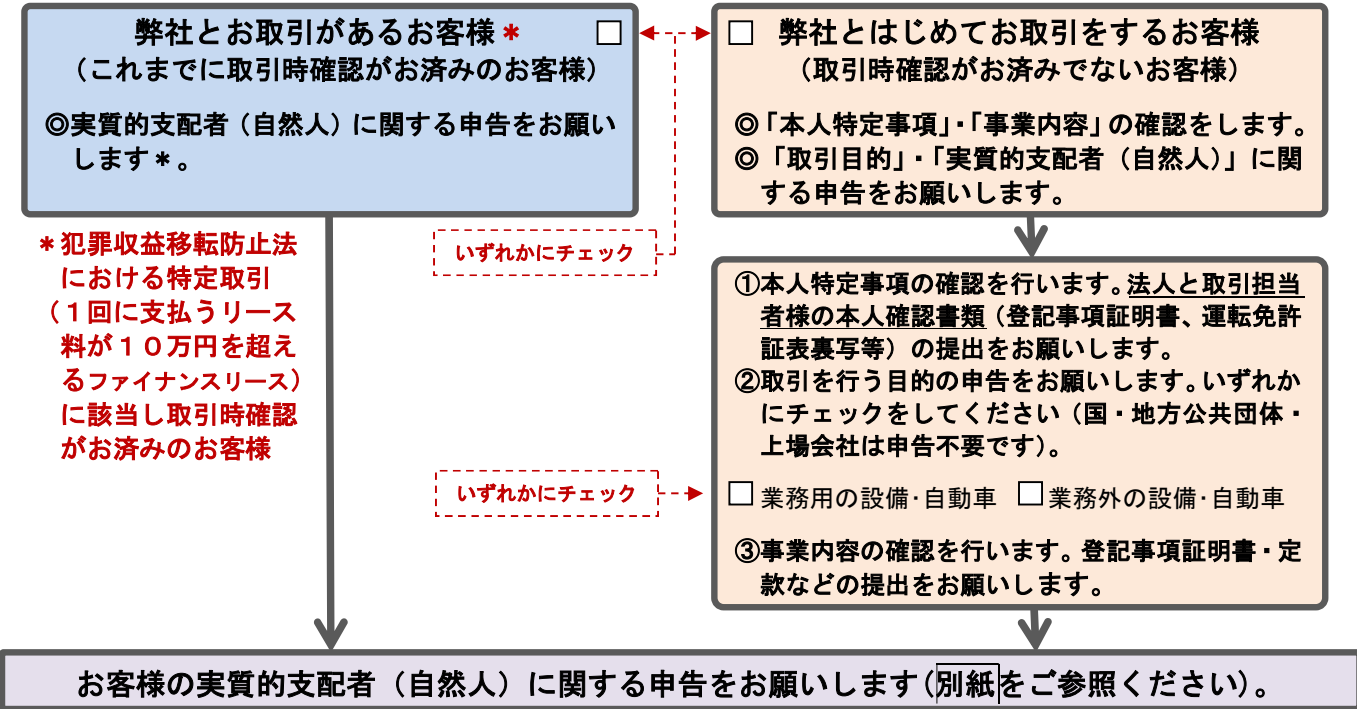 弊社とお取引があるお客様＊ □
（これまでに取引時確認がお済みのお客様）
◎実質的支配者（自然人）に関する申告をお願い
します＊。
□ 弊社とはじめてお取引をするお客様
（取引時確認がお済みでないお客様）
◎「本人特定事項」・「事業内容」の確認をします。
◎「取引目的」・「実質的支配者（自然人）」に関
する申告をお願いします。
いずれかにチェック
＊犯罪収益移転防止法
における特定取引
（１回に支払うリース
料が１０万円を超え
るファイナンスリース）
に該当し取引時確認
がお済みのお客様
①本人特定事項の確認を行います。法人と取引担当
者様の本人確認書類（登記事項証明書、運転免許
証表裏写等）の提出をお願いします。
②取引を行う目的の申告をお願いします。いずれか
にチェックをしてください（国・地方公共団体・
上場会社は申告不要です）。
いずれかにチェック
□業務用の設備・自動車 □業務外の設備・自動車
③事業内容の確認を行います。登記事項証明書・定
款などの提出をお願いします。
お客様の実質的支配者（自然人）に関する申告をお願いします（別紙をご参照ください）。